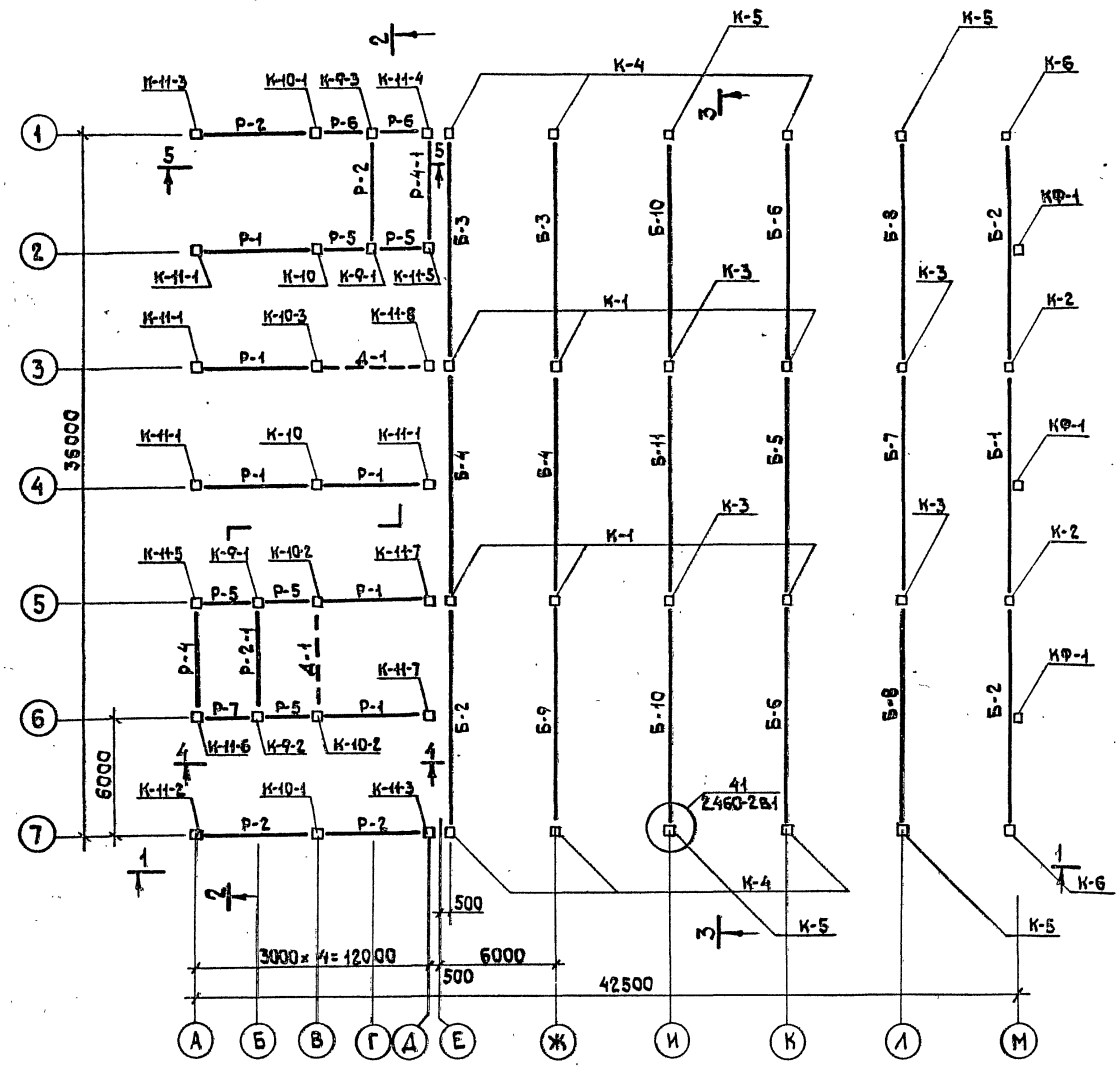 2
К-5
К-5
К-4
К-6
К-11-3
К-10-1
К-9-3
К-11-4
3
1
Р-2
Р-6
Р-6
5
5
Р-2
Р-4-1
Б-3
Б-3
Б-10
Б-6
Б-8
Б-2
КФ-1
2
Р-1
Р-5
Р-5
К-11-1
К-10
К-9-1
К-11-5
К-3
К-3
К-2
К-1
К-11-1
К-10-3
К-11-8
3
Р-1
Д-1
36000
К-11-1
К-10
К-11-1
КФ-1
Б-4
Б-4
Б-11
Б-5
Б-7
Б-1
4
Р-1
Р-1
К-3
К-3
К-2
К-1
К-11-5
К-9-1
К-10-2
К-11-7
5
Р-5
Р-5
Р-1
Р-4
Р-2-1
Д-1
К-11-7
КФ-1
6
Р-7
Р-5
Р-1
Б-2
Б-9
Б-10
Б-6
Б-8
Б-2
К-11-6
К-9-2
К-10-2
4
4
6000
К-11-2
К-10-1
К-11-3
41
2.460-2В.1
7
Р-2
Р-2
1
1
2
К-4
К-6
500
3
К-5
К-5
3000х 4=12000
6000
500
42500
А
Б
В
Г
Д
Е
Ж
И
К
Л
М